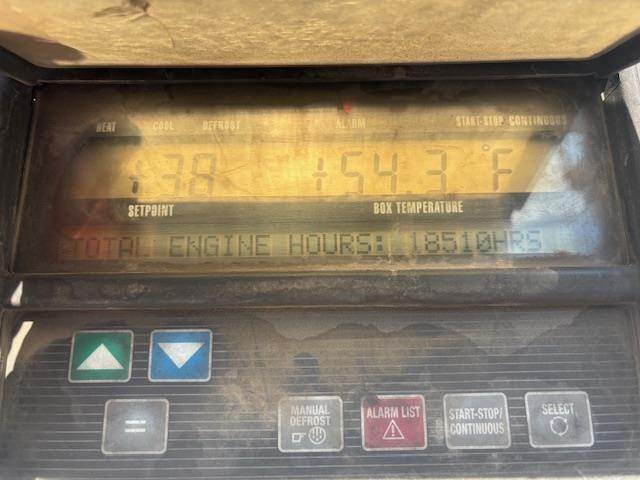 HEAT COOL DEFROST ALARM START-STOP CONTINUOUS
+38 +54.3 °F
SETPOINT BOX TEMPERATURE
TOTAL ENGINE HOURS: 18510HRS
MANUAL DEFROST
ALARM LIST
START-STOP/ CONTINUOUS
SELECT
=